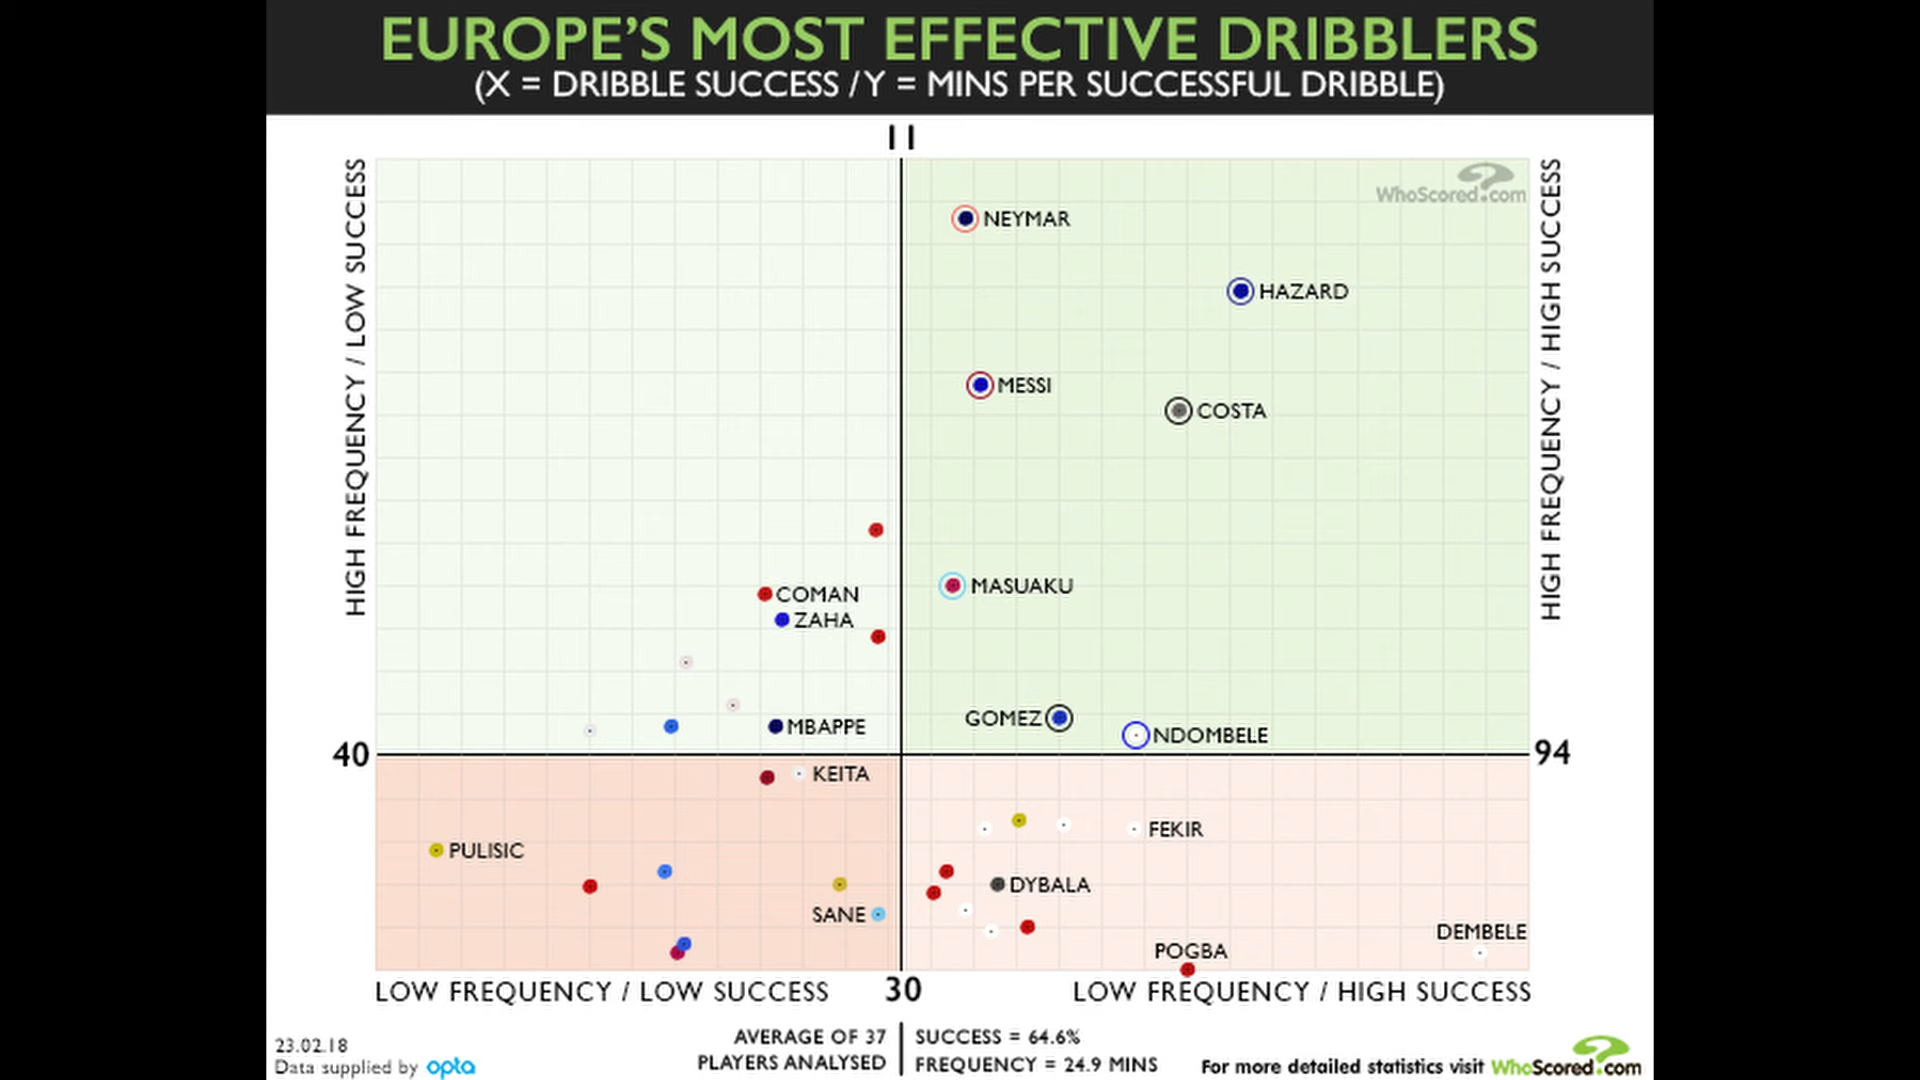 EUROPE'S MOST EFFECTIVE DRIBBLERS
(X = DRIBBLE SUCCESS / Y = MINS PER SUCCESSFUL DRIBBLE)
11
HIGH FREQUENCY / LOW SUCCESS
HIGH FREQUENCY / HIGH SUCCESS
WhoScored.com
NEYMAR
HAZARD
MESSI
COSTA
MASUAKU
COMAN
ZAHA
GOMEZ
MBAPPE
NDOMBELE
40
94
KEITA
FEKIR
PULISIC
DYBALA
SANE
DEMBELE
POGBA
LOW FREQUENCY / LOW SUCCESS
30
LOW FREQUENCY / HIGH SUCCESS
AVERAGE OF 37
PLAYERS ANALYSED
SUCCESS = 64.6%
FREQUENCY = 24.9 MINS
23.02.18
Data supplied by opta
For more detailed statistics visit WhoScored.com